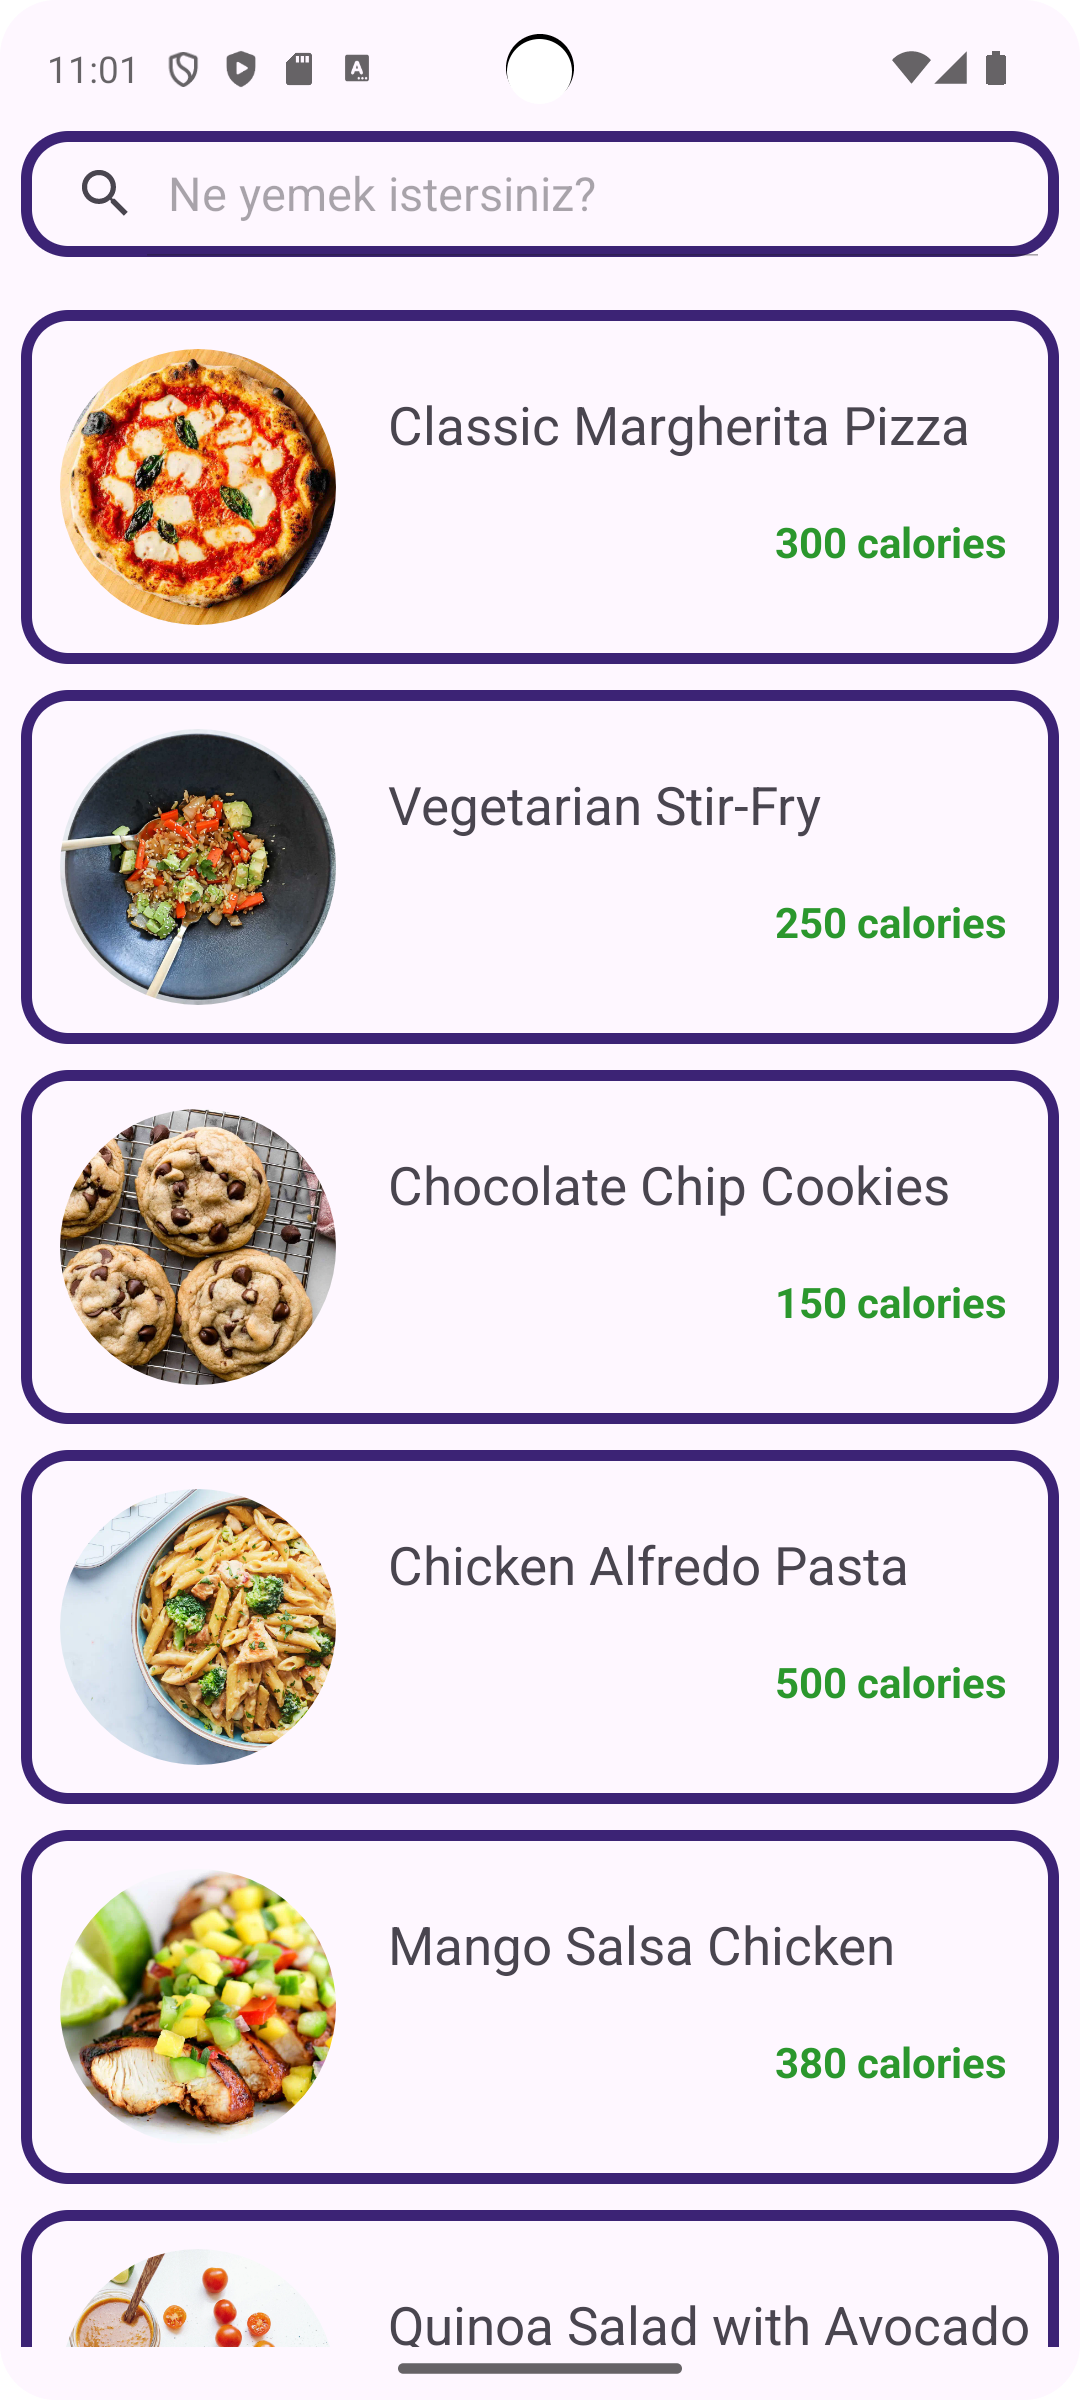 11:01
Ne yemek istersiniz?
Classic Margherita Pizza
300 calories
Vegetarian Stir-Fry
250 calories
Chocolate Chip Cookies
150 calories
Chicken Alfredo Pasta
500 calories
Mango Salsa Chicken
380 calories
Quinoa Salad with Avocado